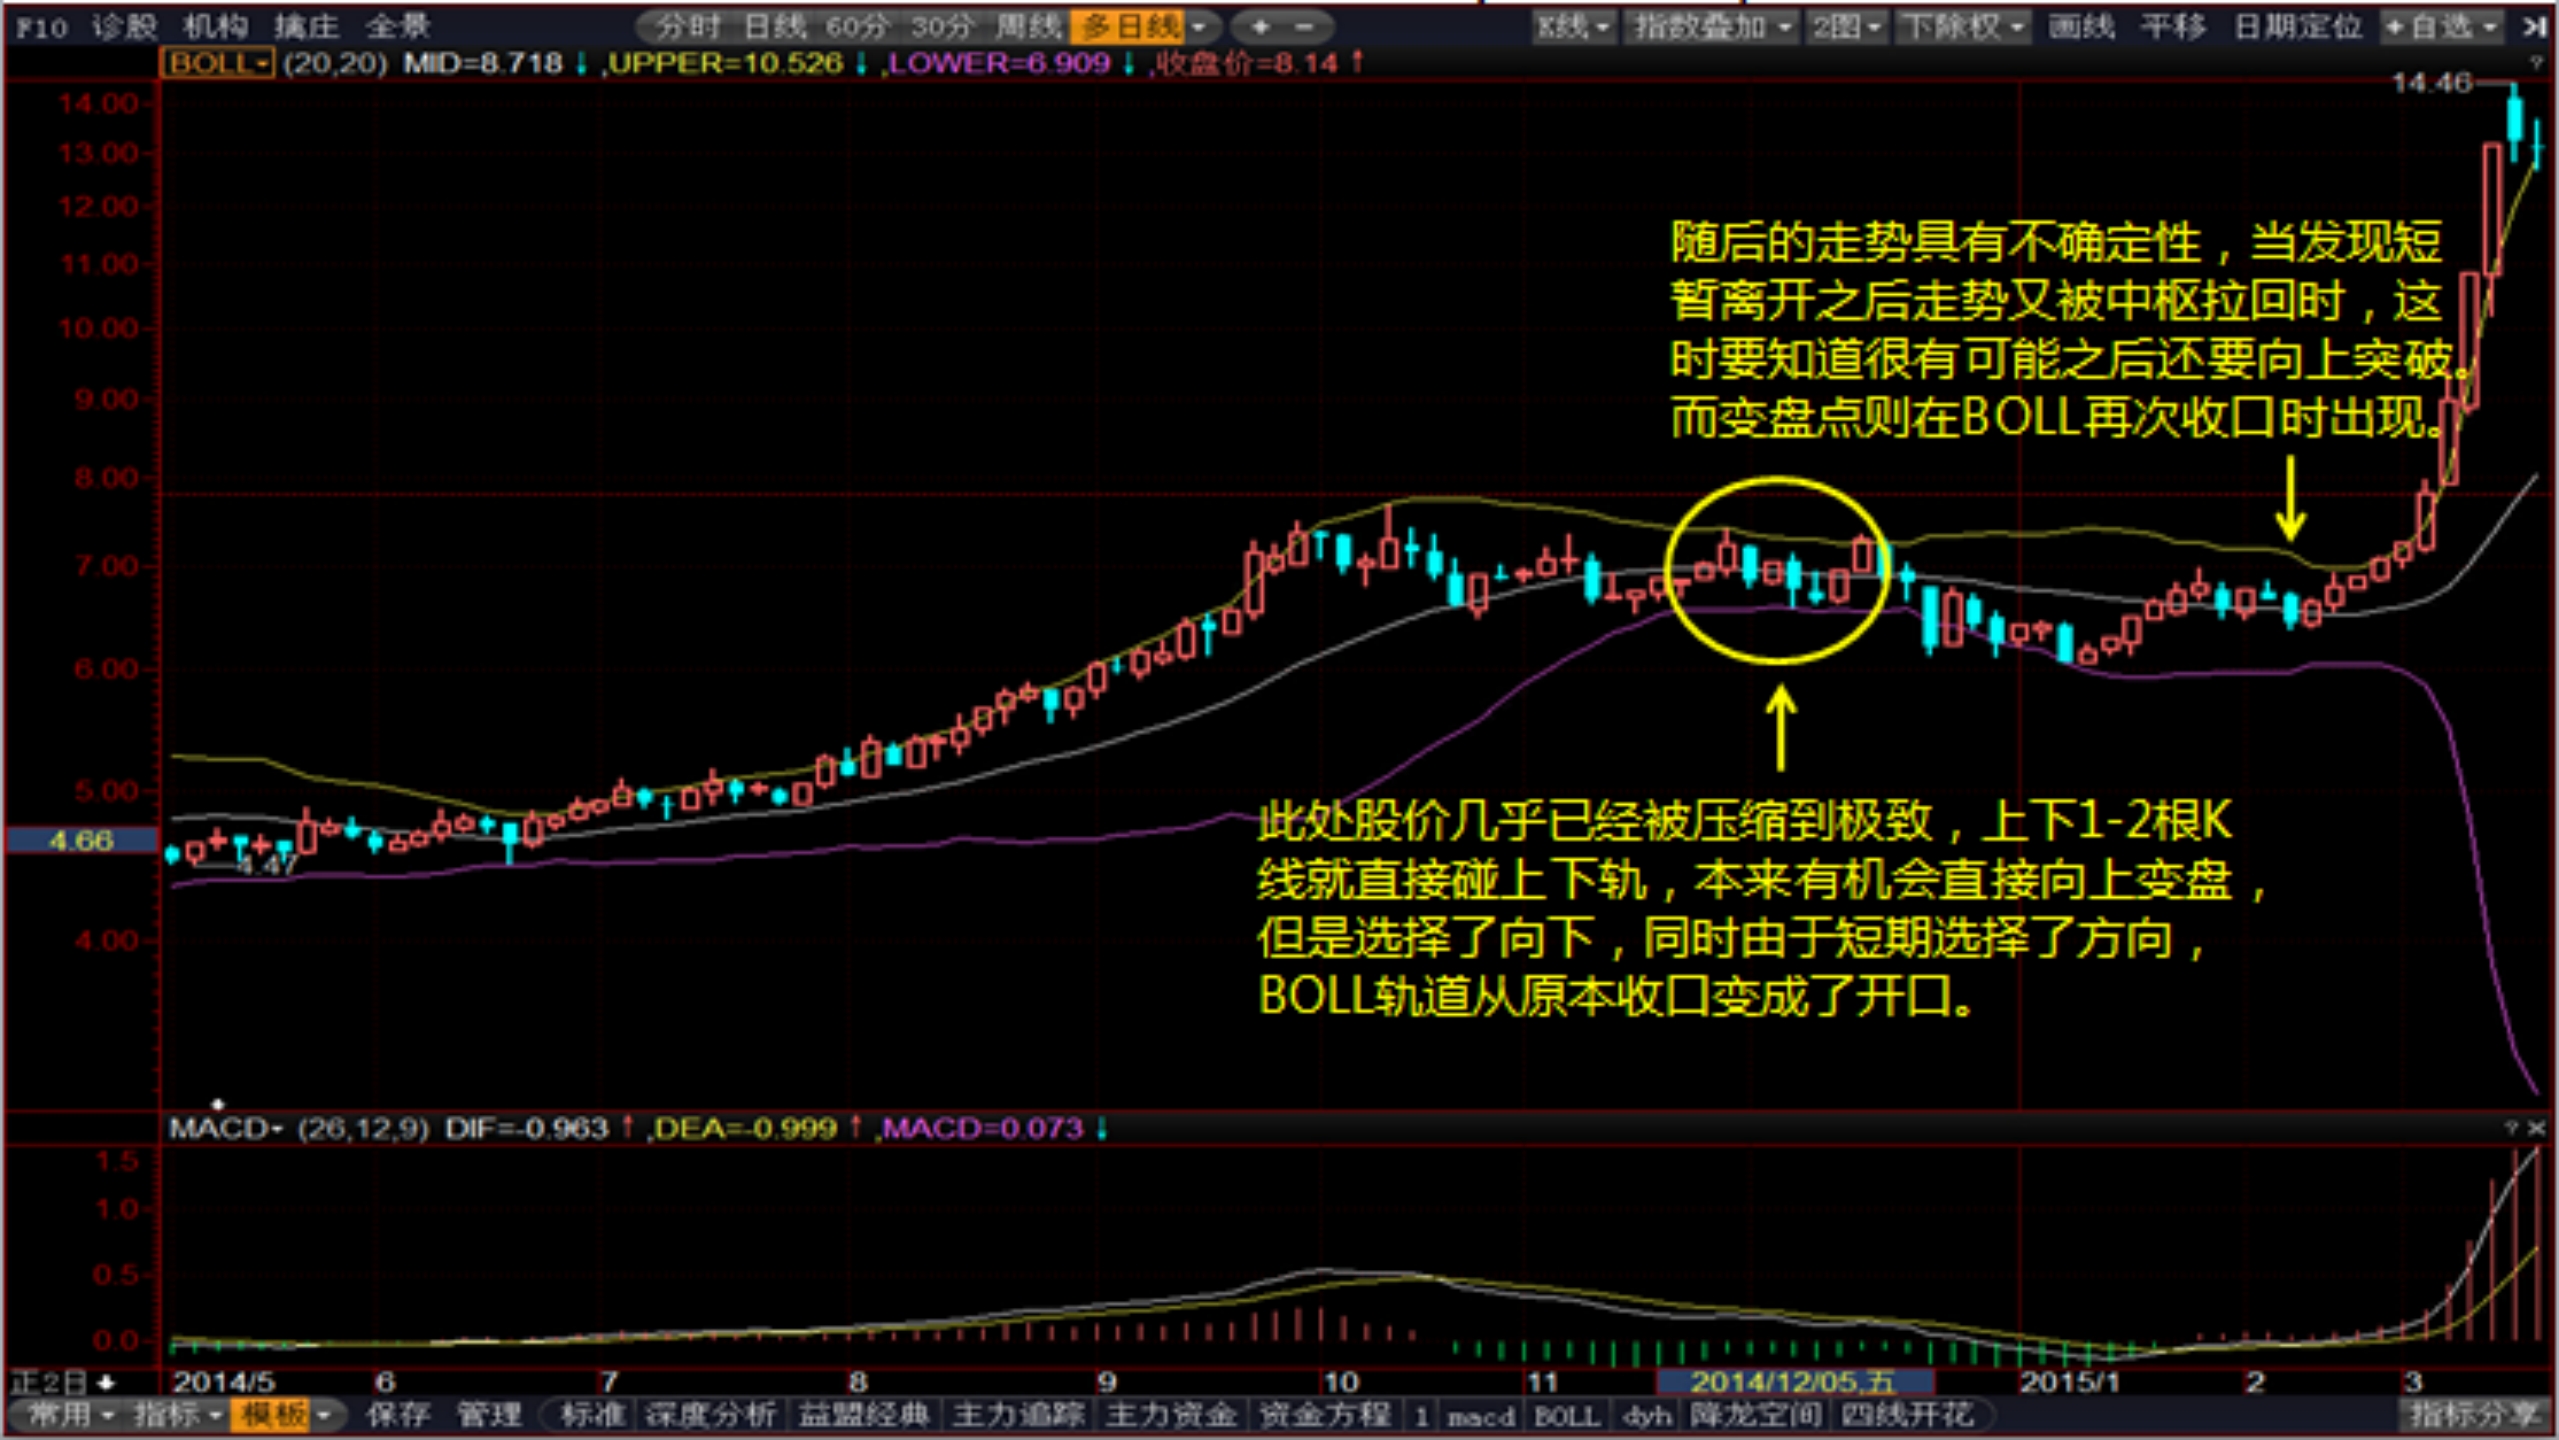 F10 诊股 机构 擒庄 全景 分时 日线 60分 30分 周线 多日线 + - K线 指数叠加 2图 下除权 画线 平移 日期定位 +自选
BOLL (20,20) MID=8.718↓,UPPER=10.526↓,LOWER=6.909↓,收盘价=8.14↑ ?
14.46
14.00
13.00
12.00
11.00
10.00
9.00
8.00
7.00
6.00
5.00
4.66
4.00
随后的走势具有不确定性，当发现短
暂离开之后走势又被中枢拉回时，这
时要知道很有可能之后还要向上突破。
而变盘点则在BOLL再次收口时出现。
4.47
此处股价几乎已经被压缩到极致，上下1-2根K
线就直接碰上下轨，本来有机会直接向上变盘，
但是选择了向下，同时由于短期选择了方向，
BOLL轨道从原本收口变成了开口。
MACD (26,12,9) DIF=-0.963↑,DEA=-0.999↑,MACD=0.073↓ ?×
1.5
1.0
0.5
0.0
正2日 2014/5 6 7 8 9 10 11 2014/12/05,五 2015/1 2 3
常用 指标 模板 保存 管理 标准 深度分析 益盟经典 主力追踪 主力资金 资金方程 1 macd BOLL dyh 降龙空间 四线开花 指标分享